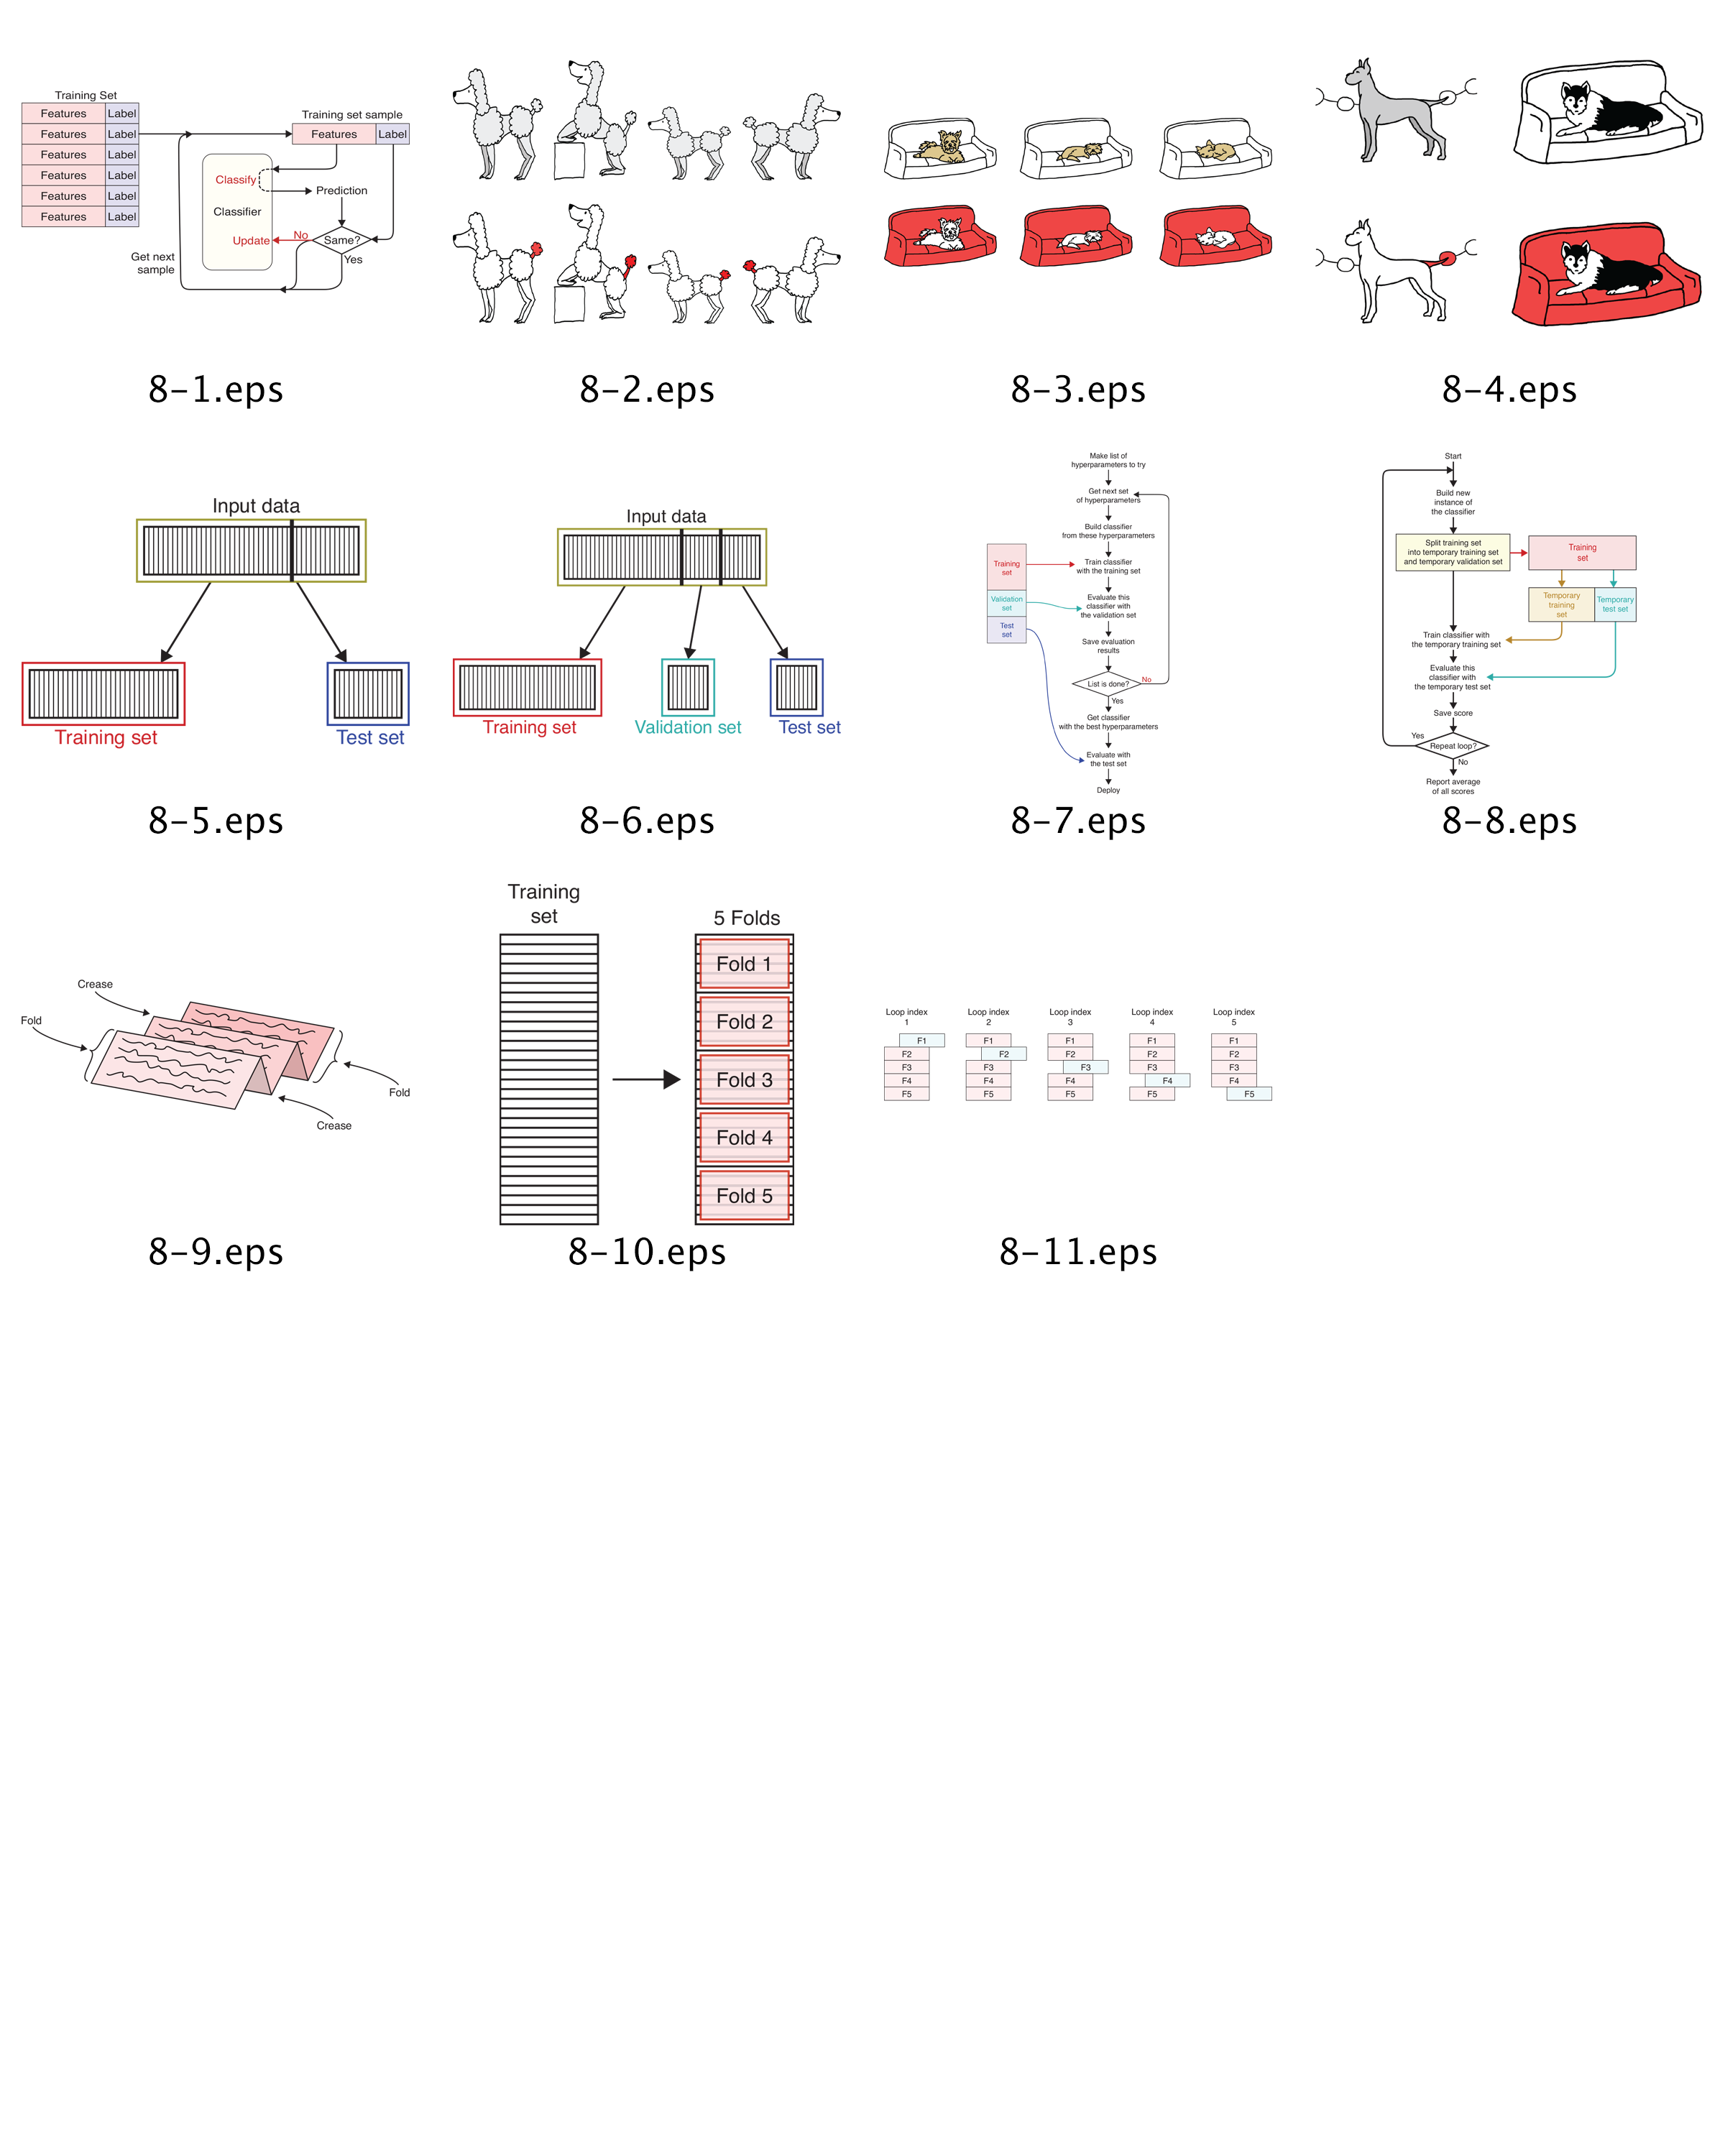 Training Set
Features Label
Features Label
Features Label
Features Label
Features Label
Features Label
Training set sample
Features Label
Classify
Prediction
Classifier
Update
No
Same?
Yes
Get next
sample
8-1.eps
8-2.eps
8-3.eps
8-4.eps
Input data
Training set
Test set
8-5.eps
Input data
Training set
Validation set
Test set
8-6.eps
Make list of
hyperparameters to try
Get next set
of hyperparameters
Build classifier
from these hyperparameters
Training
set
Train classifier
with the training set
Validation
set
Evaluate this
classifier with
the validation set
Test
set
Save evaluation
results
List is done?
No
Yes
Get classifier
with the best hyperparameters
Evaluate with
the test set
Deploy
8-7.eps
Start
Build new
instance of
the classifier
Split training set
into temporary training set
and temporary validation set
Training
set
Temporary
training
set
Temporary
test set
Train classifier with
the temporary training set
Evaluate this
classifier with
the temporary test set
Save score
Yes
Repeat loop?
No
Report average
of all scores
8-8.eps
Crease
Fold
Fold
Crease
8-9.eps
Training
set
5 Folds
Fold 1
Fold 2
Fold 3
Fold 4
Fold 5
8-10.eps
Loop index
1
F1
F2
F3
F4
F5
Loop index
2
F1
F2
F3
F4
F5
Loop index
3
F1
F2
F3
F4
F5
Loop index
4
F1
F2
F3
F4
F5
Loop index
5
F1
F2
F3
F4
F5
8-11.eps